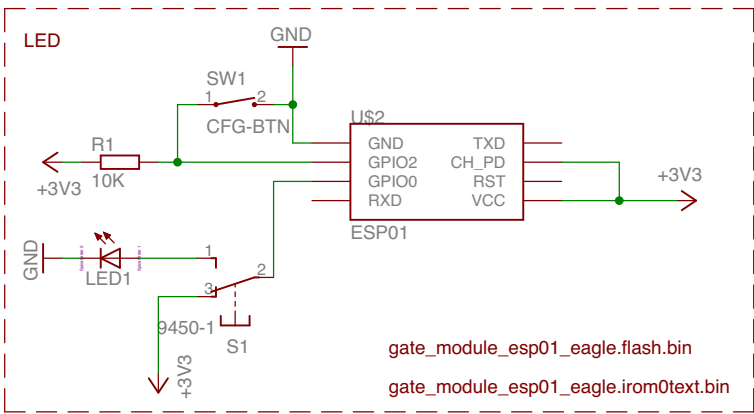 LED
GND
SW1
1 2
CFG-BTN
U$2
R1
+3V3
10K
GND TXD
GPIO2 CH_PD
GPIO0 RST
RXD VCC
ESP01
+3V3
GND
LED1
1
2
3
9450-1
S1
+3V3
gate_module_esp01_eagle.flash.bin
gate_module_esp01_eagle.irom0text.bin